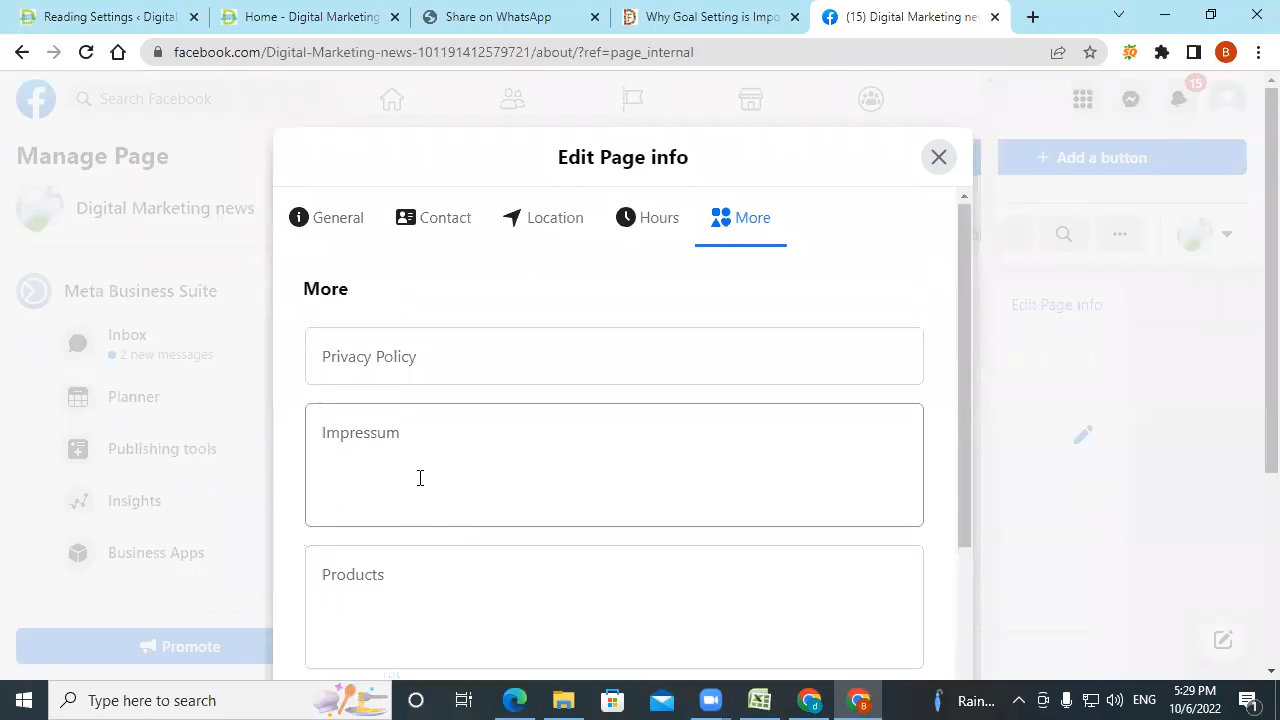 Reading Settings ‹ Digital
Home - Digital Marketing
Share on WhatsApp
Why Goal Setting is Impo
(15) Digital Marketing ne
facebook.com/Digital-Marketing-news-101191412579721/about/?ref=page_internal
B
Search Facebook
15
Manage Page
Digital Marketing news
Meta Business Suite
Inbox
2 new messages
Planner
Publishing tools
Insights
Business Apps
Promote
Edit Page info
General
Contact
Location
Hours
More
More
Privacy Policy
Impressum
Products
+ Add a button
Edit Page info
Type here to search
Rain...
ENG
5:29 PM
10/6/2022
1